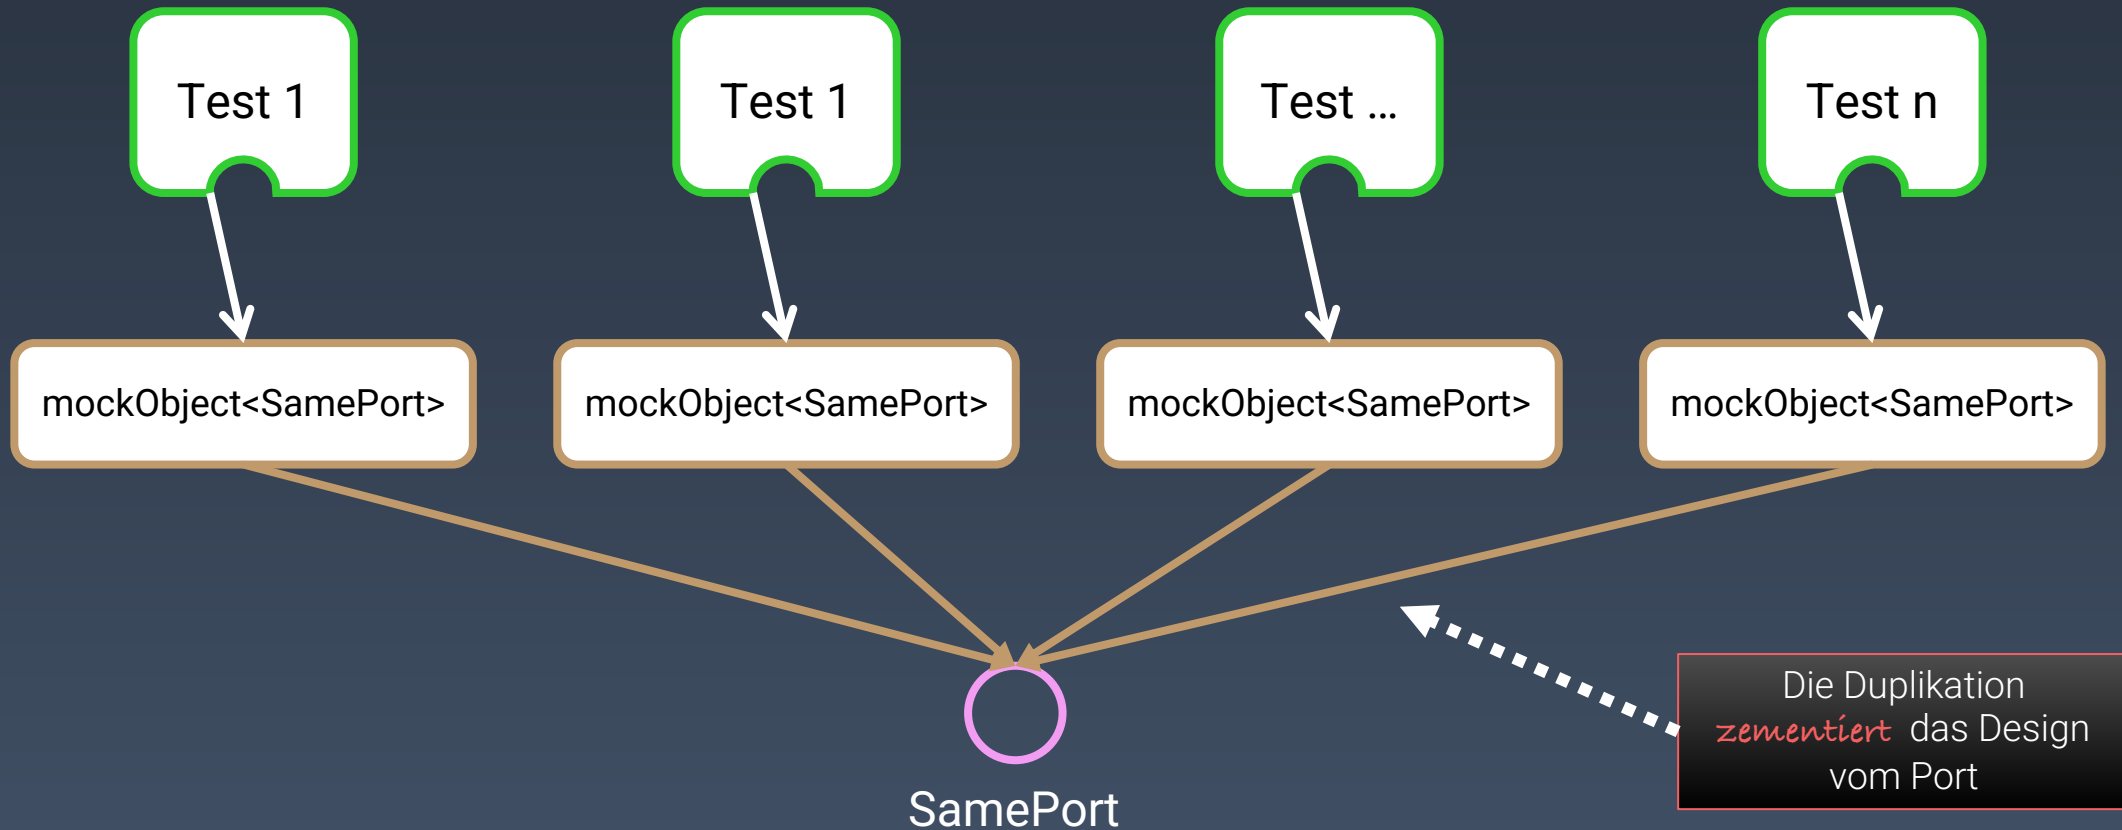 Test 1
Test 1
Test ...
Test n
mockObject<SamePort>
mockObject<SamePort>
mockObject<SamePort>
mockObject<SamePort>
Die Duplikation
zementiert das Design
vom Port
SamePort